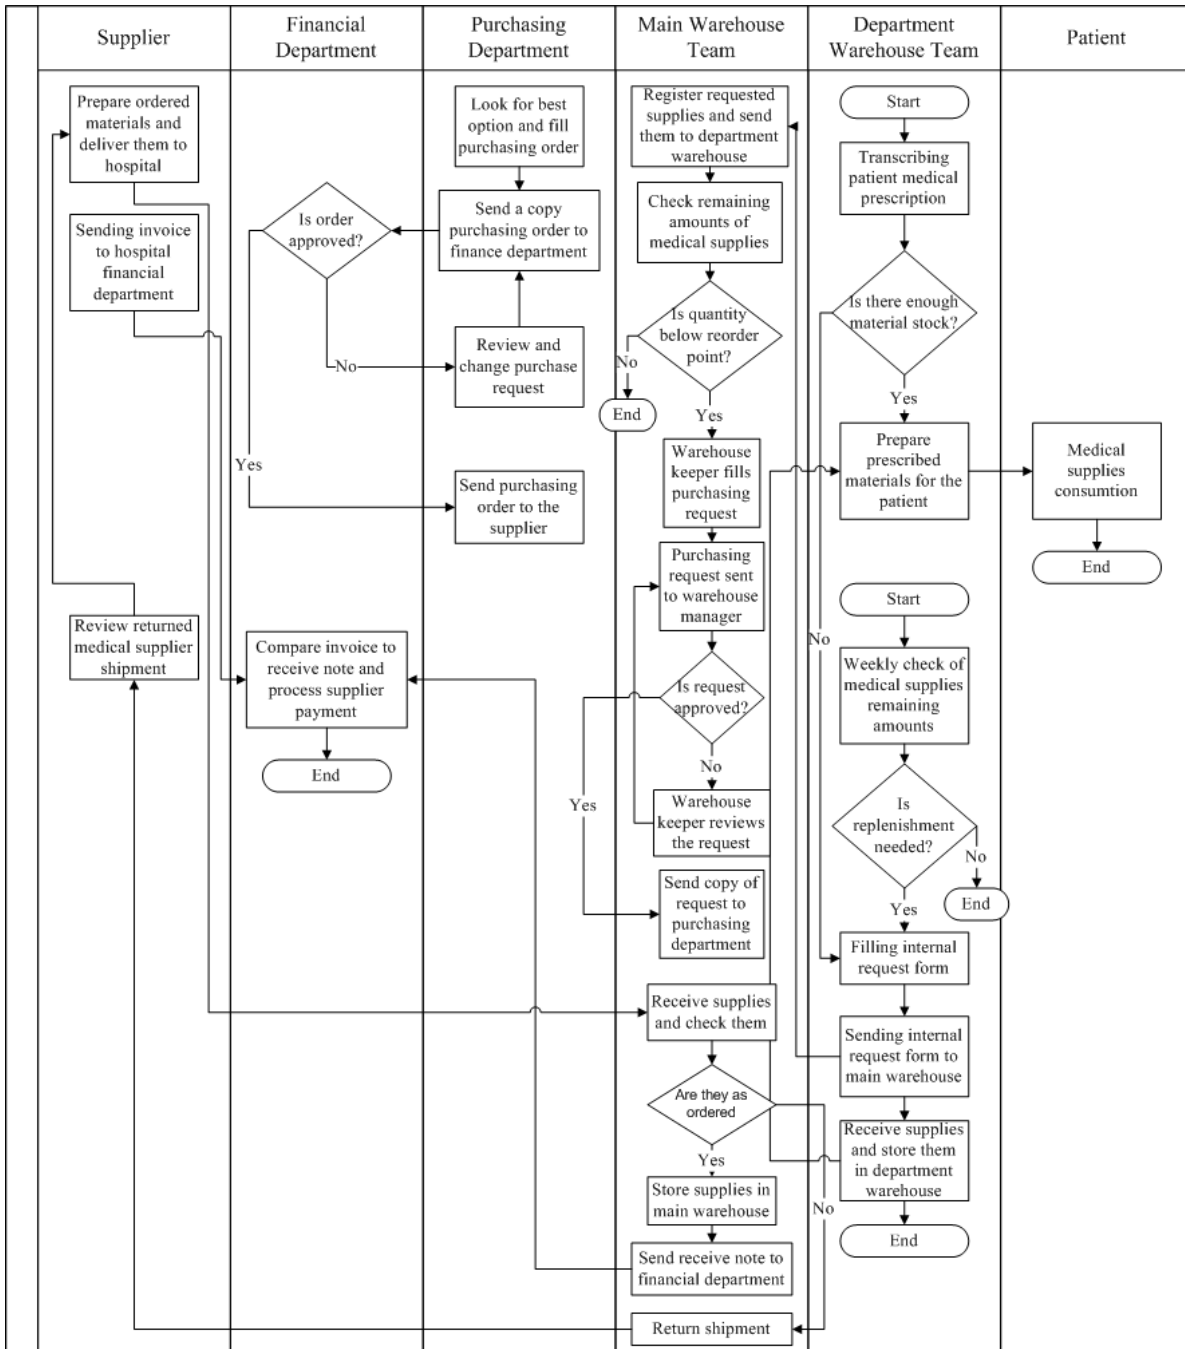 Supplier
Financial
Department
Purchasing
Department
Main Warehouse
Team
Department
Warehouse Team
Patient
Prepare ordered
materials and
deliver them to
hospital
Sending invoice
to hospital
financial
department
Review returned
medical supplier
shipment
Is order
approved?
No
Yes
Compare invoice to
receive note and
process supplier
payment
End
Look for best
option and fill
purchasing order
Send a copy
purchasing order to
finance department
Review and
change purchase
request
Send purchasing
order to the
supplier
Register requested
supplies and send
them to department
warehouse
Check remaining
amounts of
medical supplies
Is quantity
below reorder
point?
No
End
Yes
Warehouse
keeper fills
purchasing
request
Purchasing
request sent
to warehouse
manager
Is request
approved?
No
Yes
Warehouse
keeper reviews
the request
Send copy of
request to
purchasing
department
Receive supplies
and check them
Are they as
ordered
Yes
No
Store supplies in
main warehouse
Send receive note to
financial department
Return shipment
Start
Transcribing
patient medical
prescription
Is there enough
material stock?
Yes
No
Prepare
prescribed
materials for the
patient
Start
Weekly check of
medical supplies
remaining
amounts
Is
replenishment
needed?
No
End
Yes
Filling internal
request form
Sending internal
request form to
main warehouse
Receive supplies
and store them
in department
warehouse
End
Medical
supplies
consumtion
End